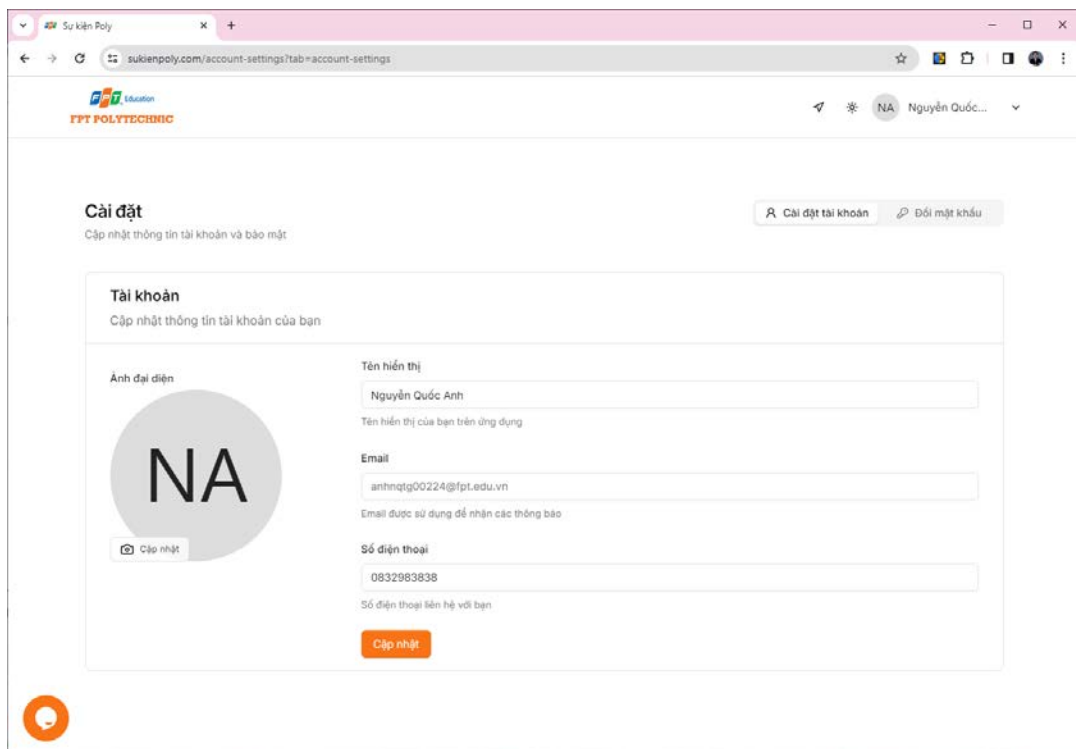 Sự kiện Poly
sukienpoly.com/account-settings?tab=account-settings
FPT Education
FPT POLYTECHNIC
NA Nguyễn Quốc...
Cài đặt
Cập nhật thông tin tài khoản và bảo mật
Cài đặt tài khoản
Đổi mật khẩu
Tài khoản
Cập nhật thông tin tài khoản của bạn
Ảnh đại diện
NA
Cập nhật
Tên hiển thị
Nguyễn Quốc Anh
Tên hiển thị của bạn trên ứng dụng
Email
anhnqtg00224@fpt.edu.vn
Email được sử dụng để nhận các thông báo
Số điện thoại
0832983838
Số điện thoại liên hệ với bạn
Cập nhật